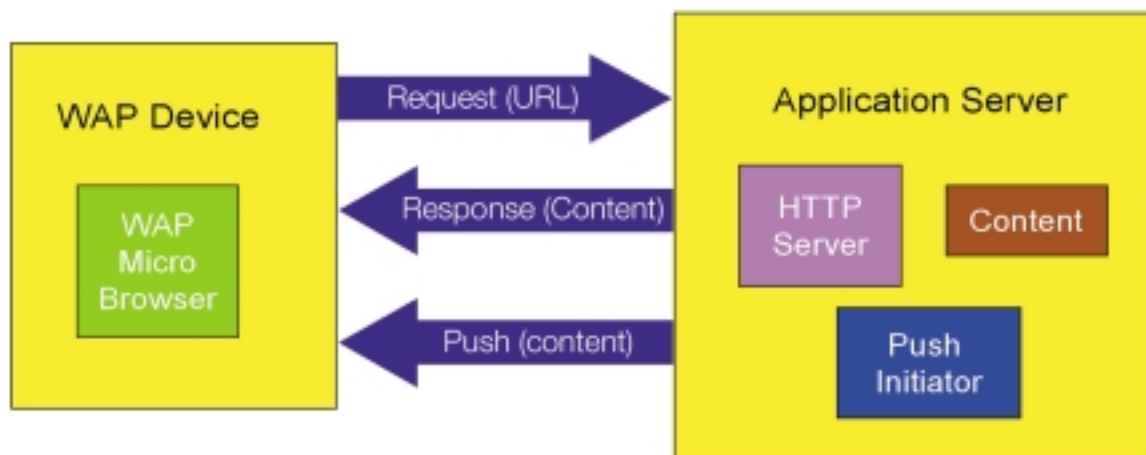 WAP Device
WAP
Micro
Browser
Request (URL)
Response (Content)
Push (content)
Application Server
HTTP
Server
Content
Push
Initiator